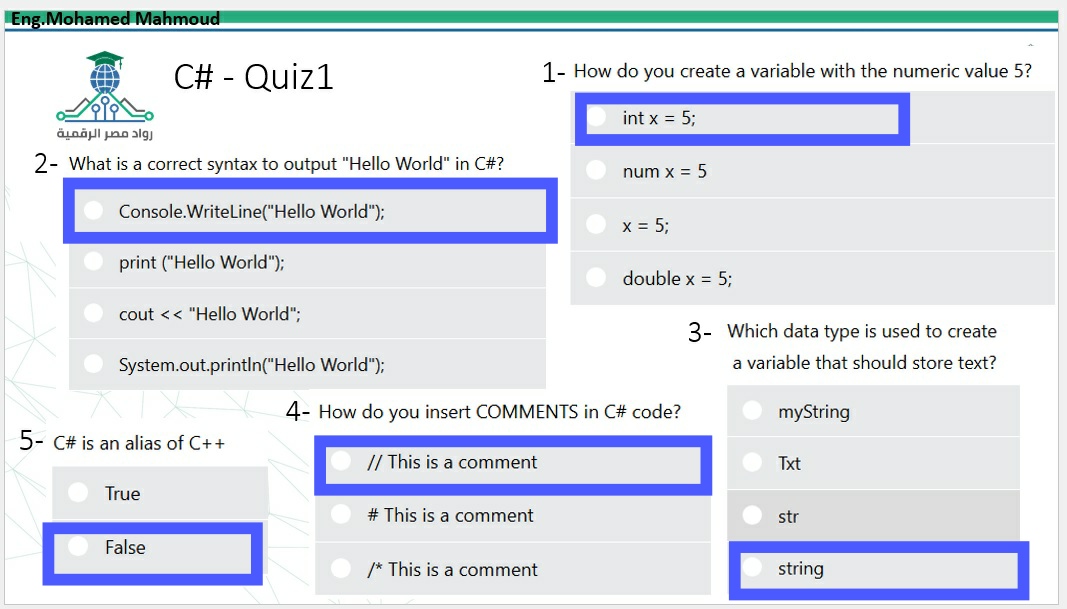 Eng.Mohamed Mahmoud
C# - Quiz1
رواد مصر الرقمية
1- How do you create a variable with the numeric value 5?
int x = 5;
num x = 5
x = 5;
double x = 5;
2- What is a correct syntax to output "Hello World" in C#?
Console.WriteLine("Hello World");
print ("Hello World");
cout << "Hello World";
System.out.println("Hello World");
3- Which data type is used to create
a variable that should store text?
myString
Txt
str
string
4- How do you insert COMMENTS in C# code?
// This is a comment
# This is a comment
/* This is a comment
5- C# is an alias of C++
True
False